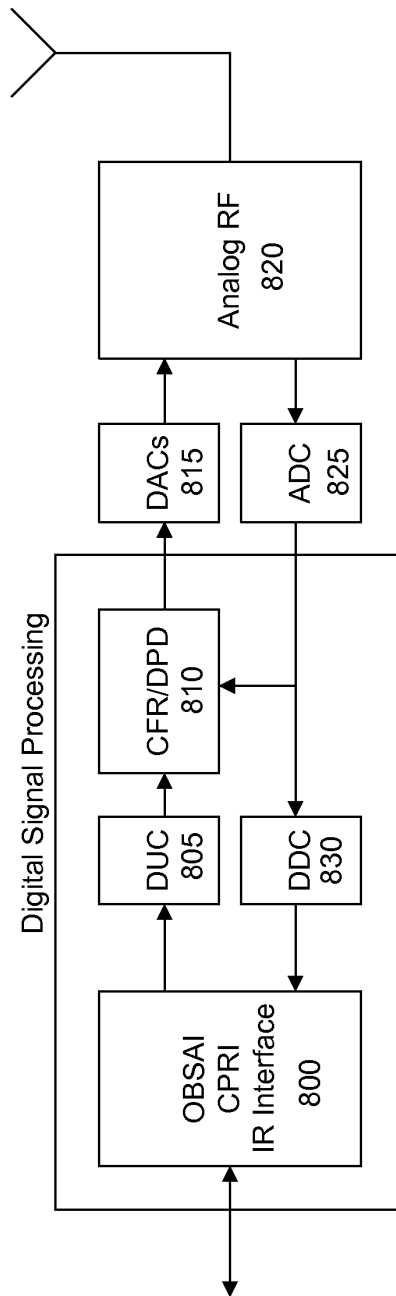 Digital Signal Processing
OBSAI
CPRI
IR Interface
800
DUC
805
CFR/DPD
810
DACs
815
Analog RF
820
DDC
830
ADC
825